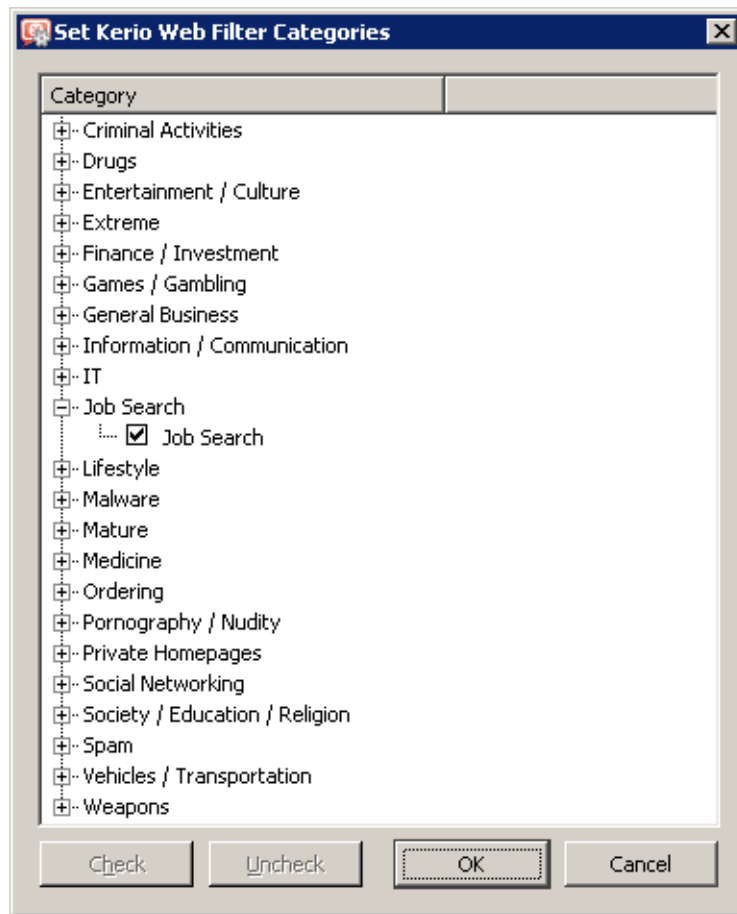 Set Kerio Web Filter Categories
Category
Criminal Activities
Drugs
Entertainment / Culture
Extreme
Finance / Investment
Games / Gambling
General Business
Information / Communication
IT
Job Search
Job Search
Lifestyle
Malware
Mature
Medicine
Ordering
Pornography / Nudity
Private Homepages
Social Networking
Society / Education / Religion
Spam
Vehicles / Transportation
Weapons
Check Uncheck OK Cancel